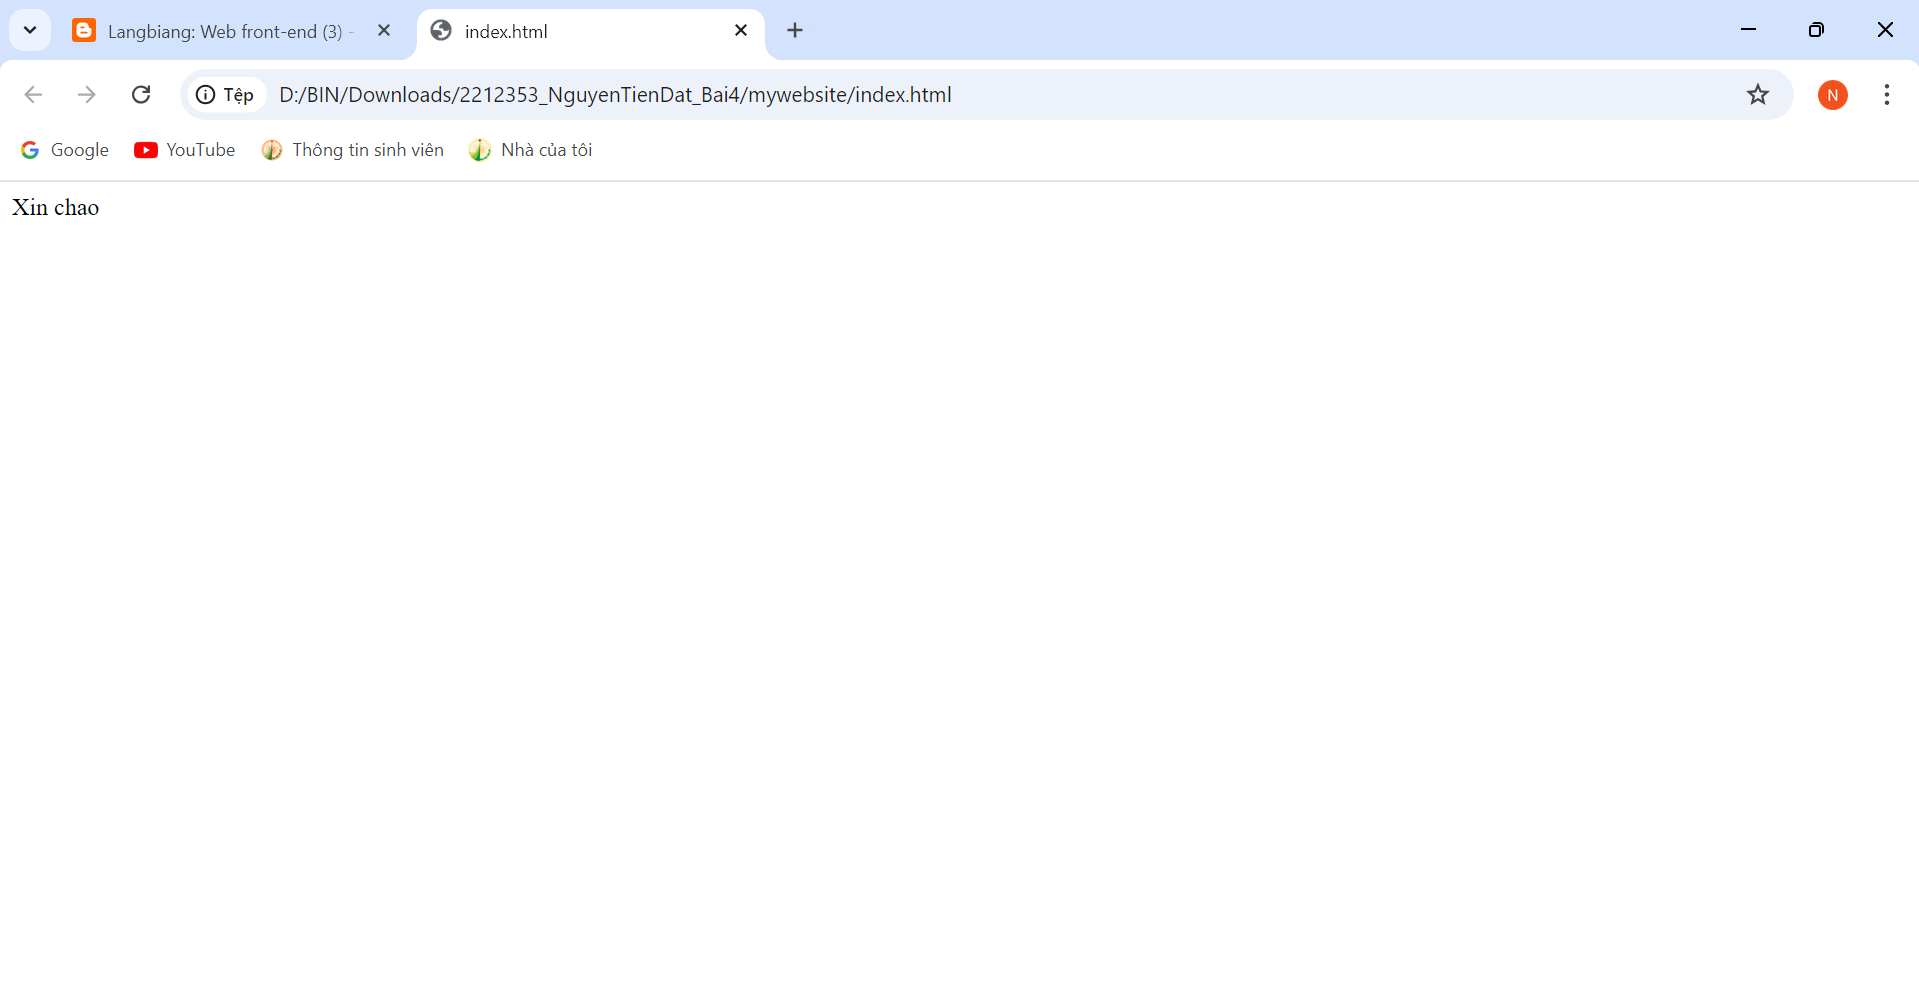 Langbiang: Web front-end (3) -
index.html
Tệp
D:/BIN/Downloads/2212353_NguyenTienDat_Bai4/mywebsite/index.html
N
Google
YouTube
Thông tin sinh viên
Nhà của tôi
Xin chao